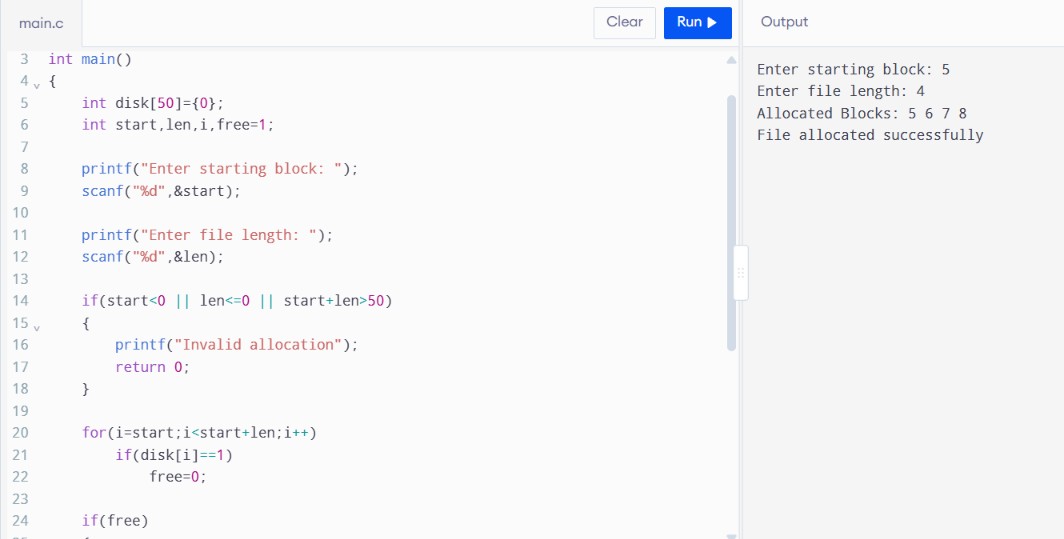 main.c
Clear
Run
Output
3 int main()
4 {
5 int disk[50]={0};
6 int start,len,i,free=1;
7
8 printf("Enter starting block: ");
9 scanf("%d",&start);
10
11 printf("Enter file length: ");
12 scanf("%d",&len);
13
14 if(start<0 || len<=0 || start+len>50)
15 {
16 printf("Invalid allocation");
17 return 0;
18 }
19
20 for(i=start;i<start+len;i++)
21 if(disk[i]==1)
22 free=0;
23
24 if(free)
Enter starting block: 5
Enter file length: 4
Allocated Blocks: 5 6 7 8
File allocated successfully